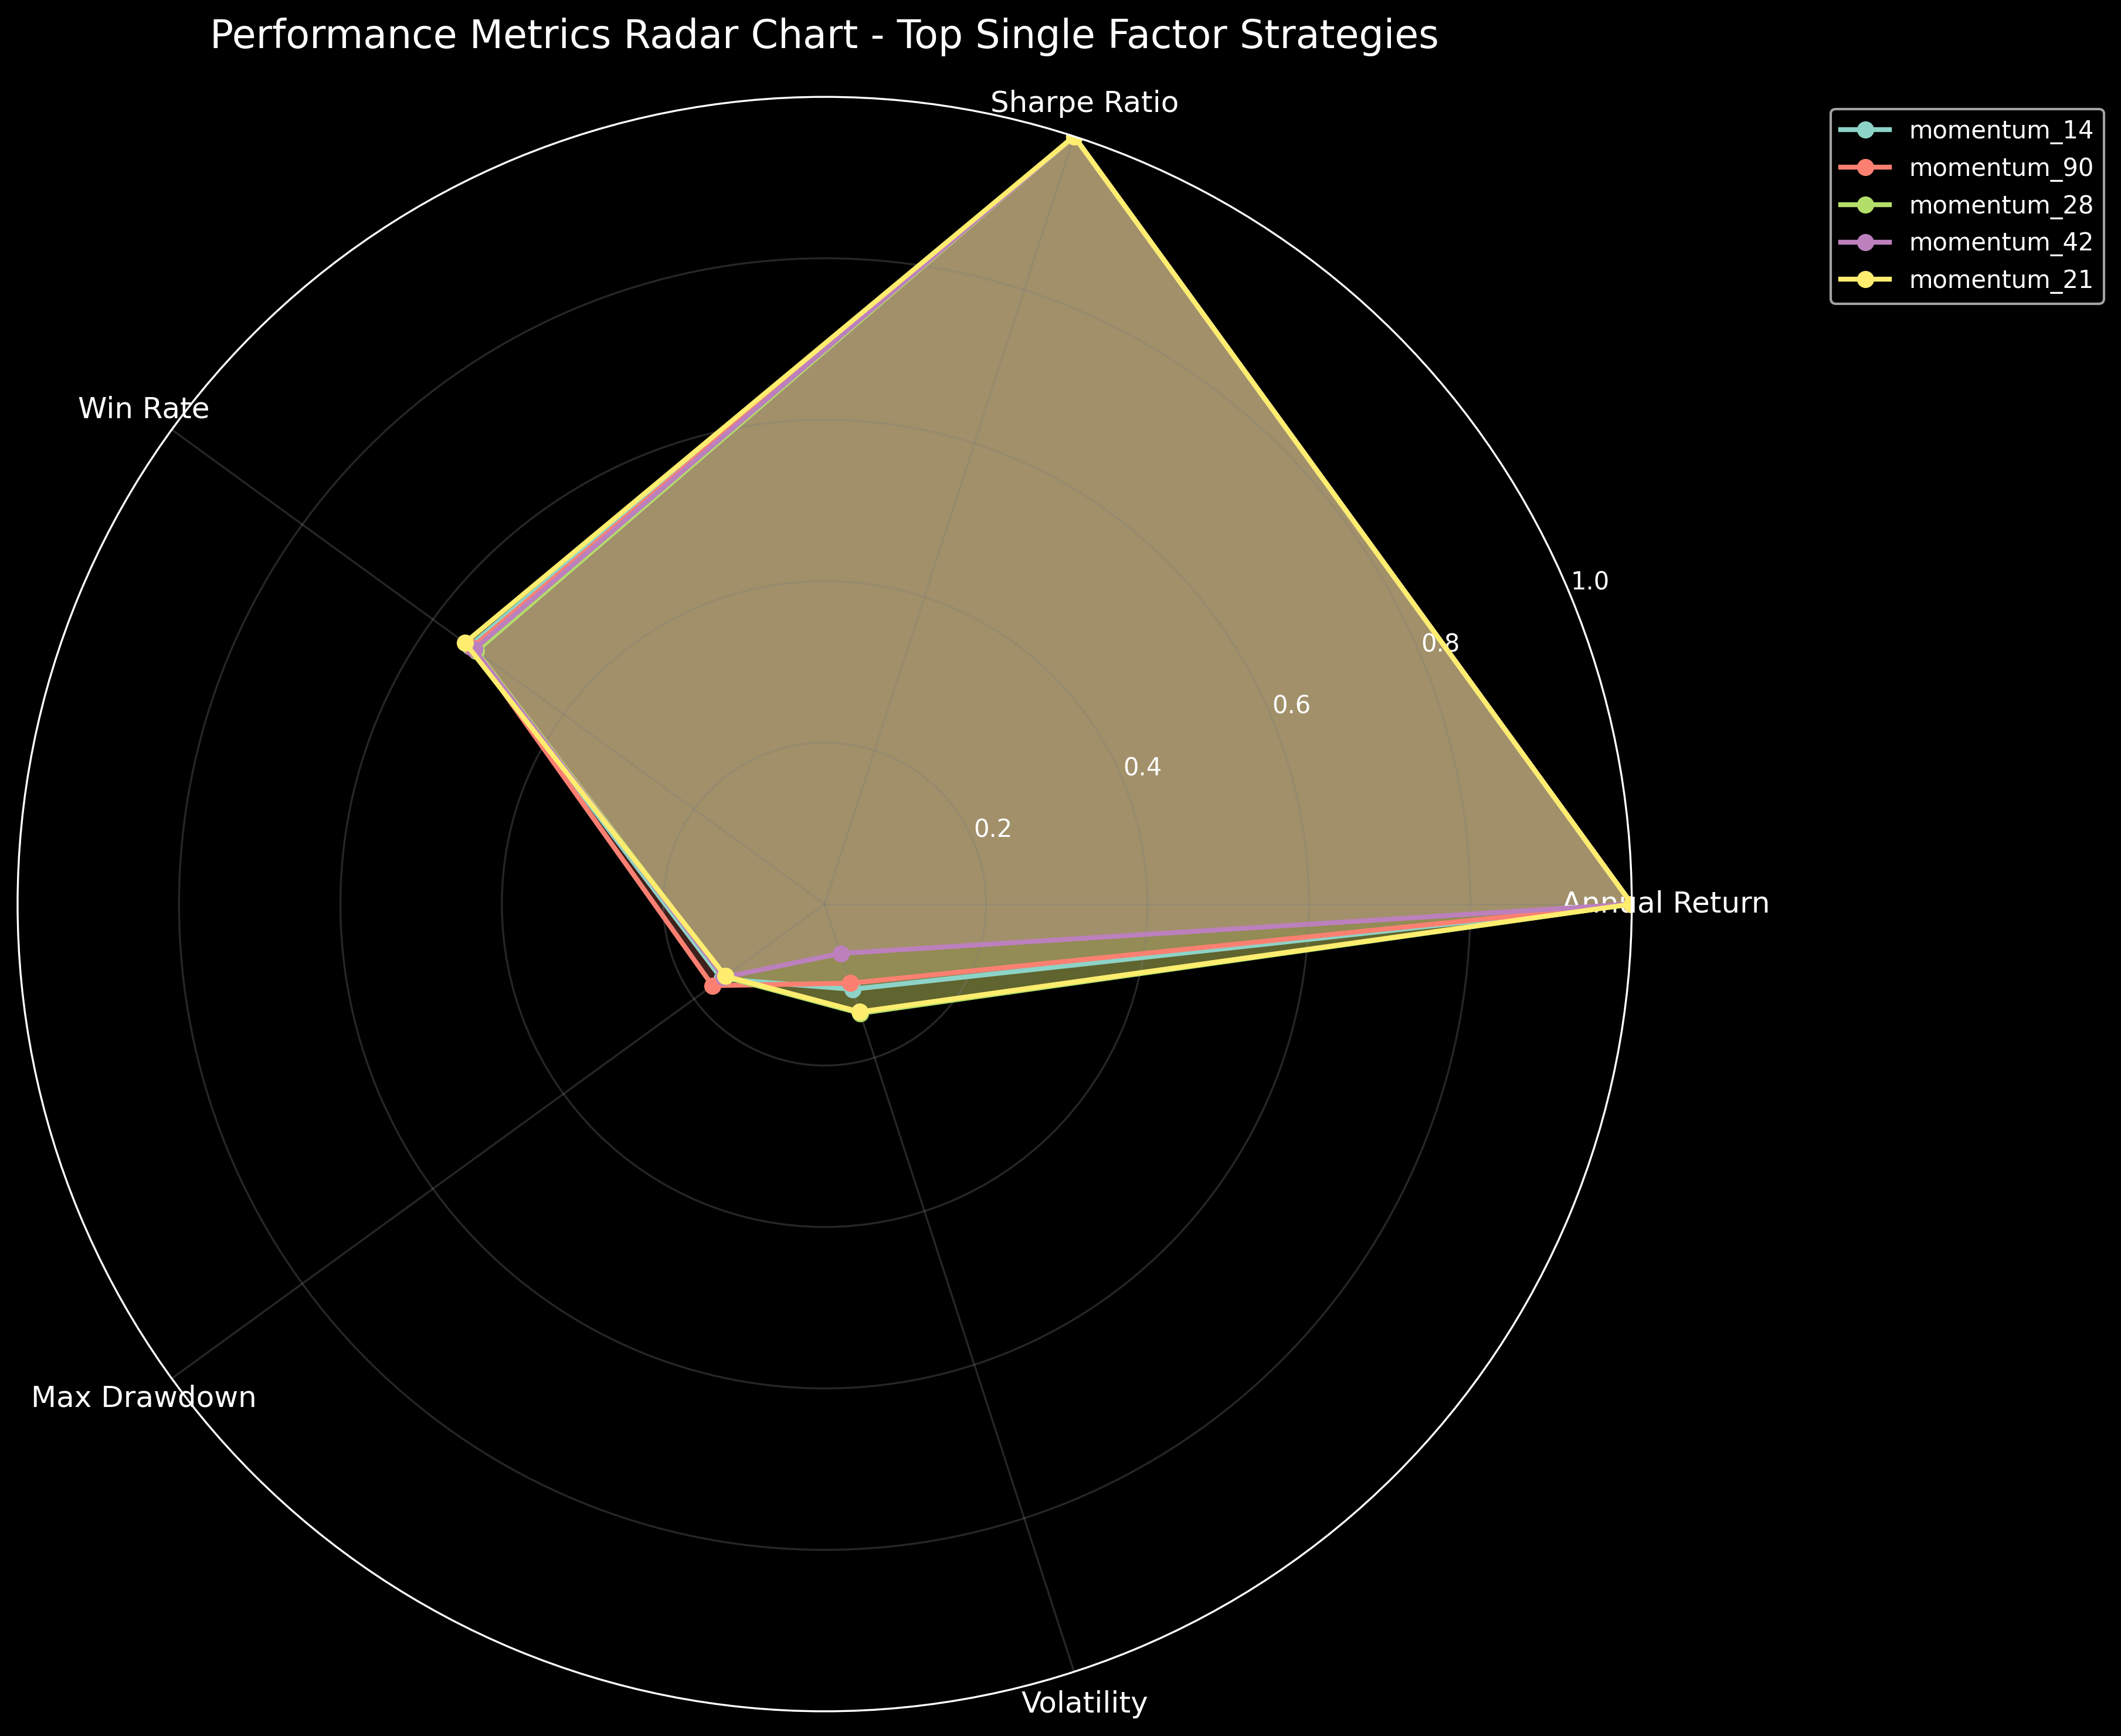 Performance Metrics Radar Chart - Top Single Factor Strategies
Sharpe Ratio
momentum_14
momentum_90
momentum_28
momentum_42
momentum_21
Win Rate
1.0
0.8
0.6
0.4
0.2
Annual Return
Max Drawdown
Volatility